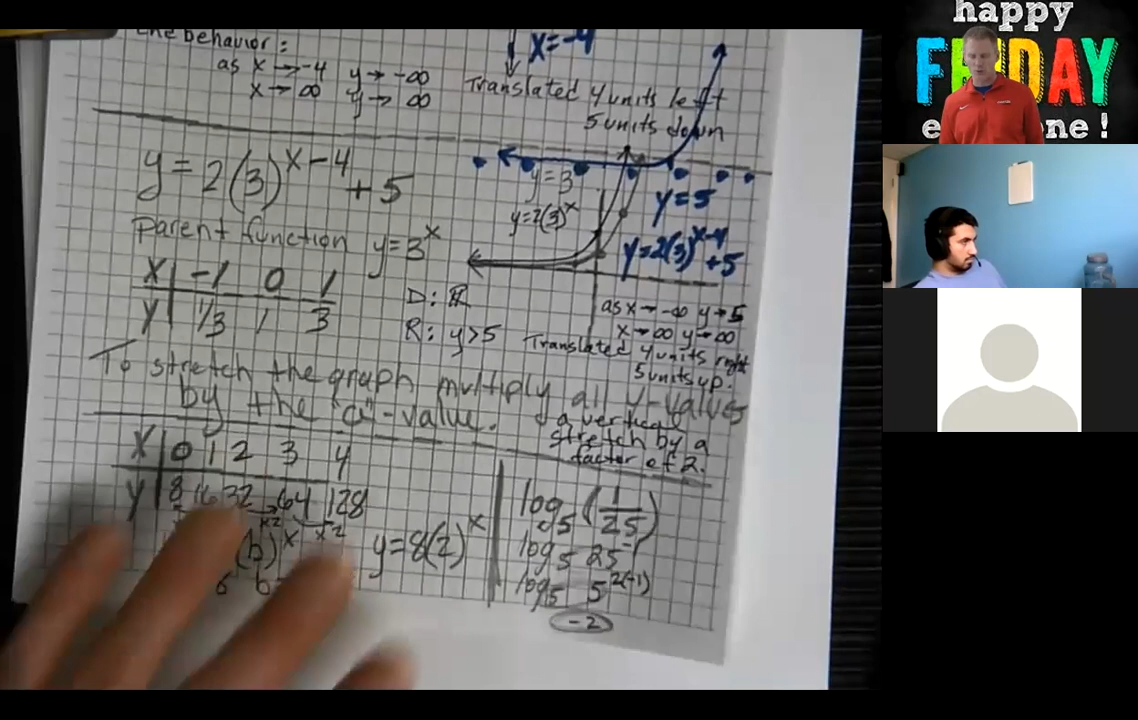 behavior :
as x → -4 y → -∞
x → ∞ y → ∞
x = -4
Translated 4 units left
5 units down
y = 2(3)^x-4 + 5
Parent function y = 3^x
X -1 0 1
Y 1/3 1 3
D: ℝ
R: y > 5
y = 3
y = 2(3)^x
y = 5
y = 2(3)^x-4 + 5
as x → -∞ y → 5
x → ∞ y → ∞
Translated 4 units right
5 units up.
a vertical
stretch by a
factor of 2.
To stretch the graph multiply all y-values
by the "a"-value.
X 0 1 2 3 4
Y 8 16 32 64 128
x2 x2
(b)^x
y = 8(2)^x
log5 (1/25)
log5 25^-1
log5 5^2(-1)
-2
happy
FRIDAY